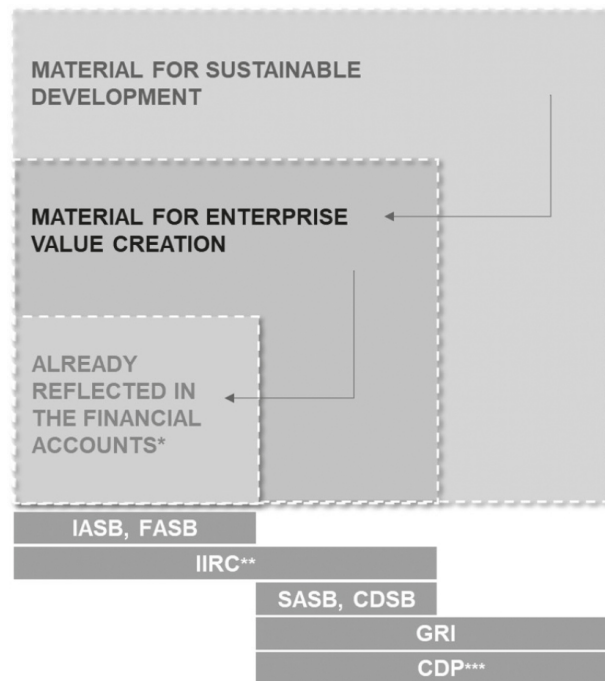 MATERIAL FOR SUSTAINABLE
DEVELOPMENT
MATERIAL FOR ENTERPRISE
VALUE CREATION
ALREADY
REFLECTED IN
THE FINANCIAL
ACCOUNTS*
IASB, FASB
IIRC**
SASB, CDSB
GRI
CDP***